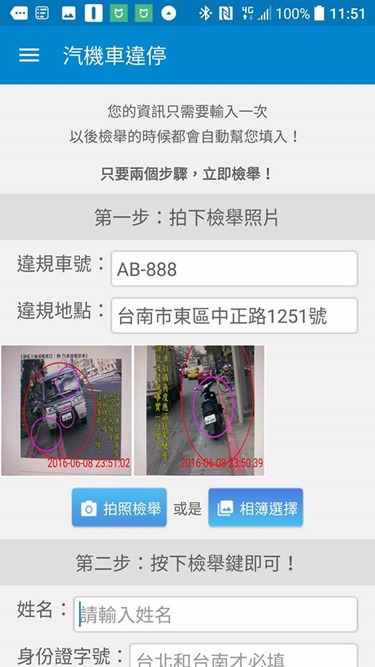 100% 11:51
汽機車違停
您的資訊只需要輸入一次
以後檢舉的時候都會自動幫您填入！
只要兩個步驟，立即檢舉！
第一步：拍下檢舉照片
違規車號： AB-888
違規地點： 台南市東區中正路1251號
2016-06-08 23:51:02
2016-06-08 23:50:39
拍照檢舉 或是 相簿選擇
第二步：按下檢舉鍵即可！
姓名： 請輸入姓名
身份證字號： 台北和台南才必填